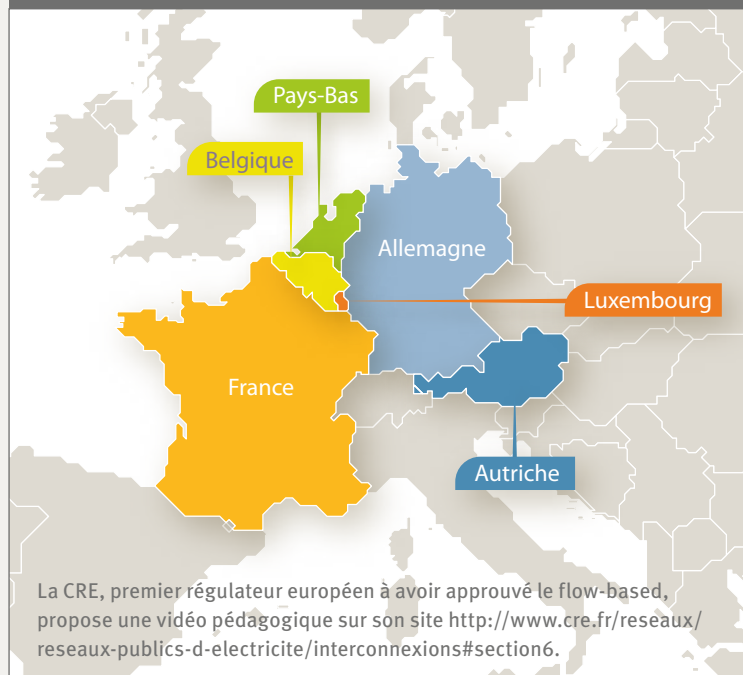 Pays-Bas
Belgique
Allemagne
Luxembourg
France
Autriche
La CRE, premier régulateur européen à avoir approuvé le flow-based,
propose une vidéo pédagogique sur son site http://www.cre.fr/reseaux/
reseaux-publics-d-electricite/interconnexions#section6.